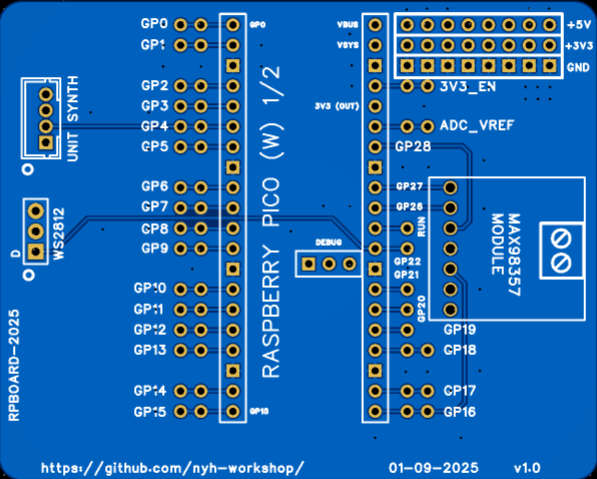 GP0
GP1
GP2
GP3
GP4
GP5
GP6
GP7
GP8
GP9
GP10
GP11
GP12
GP13
GP14
GP15
GP0
GP15
UNIT SYNTH
D
WS2812
RPBOARD-2025
RASPBERRY PICO (W) 1/2
DEBUG
VBUS
VSYS
3V3 (OUT)
+5V
+3V3
GND
3V3_EN
ADC_VREF
GP28
GP27
GP26
RUN
GP22
GP21
GP20
GP19
GP18
GP17
GP16
MAX98357
MODULE
https://github.com/nyh-workshop/
01-09-2025
v1.0